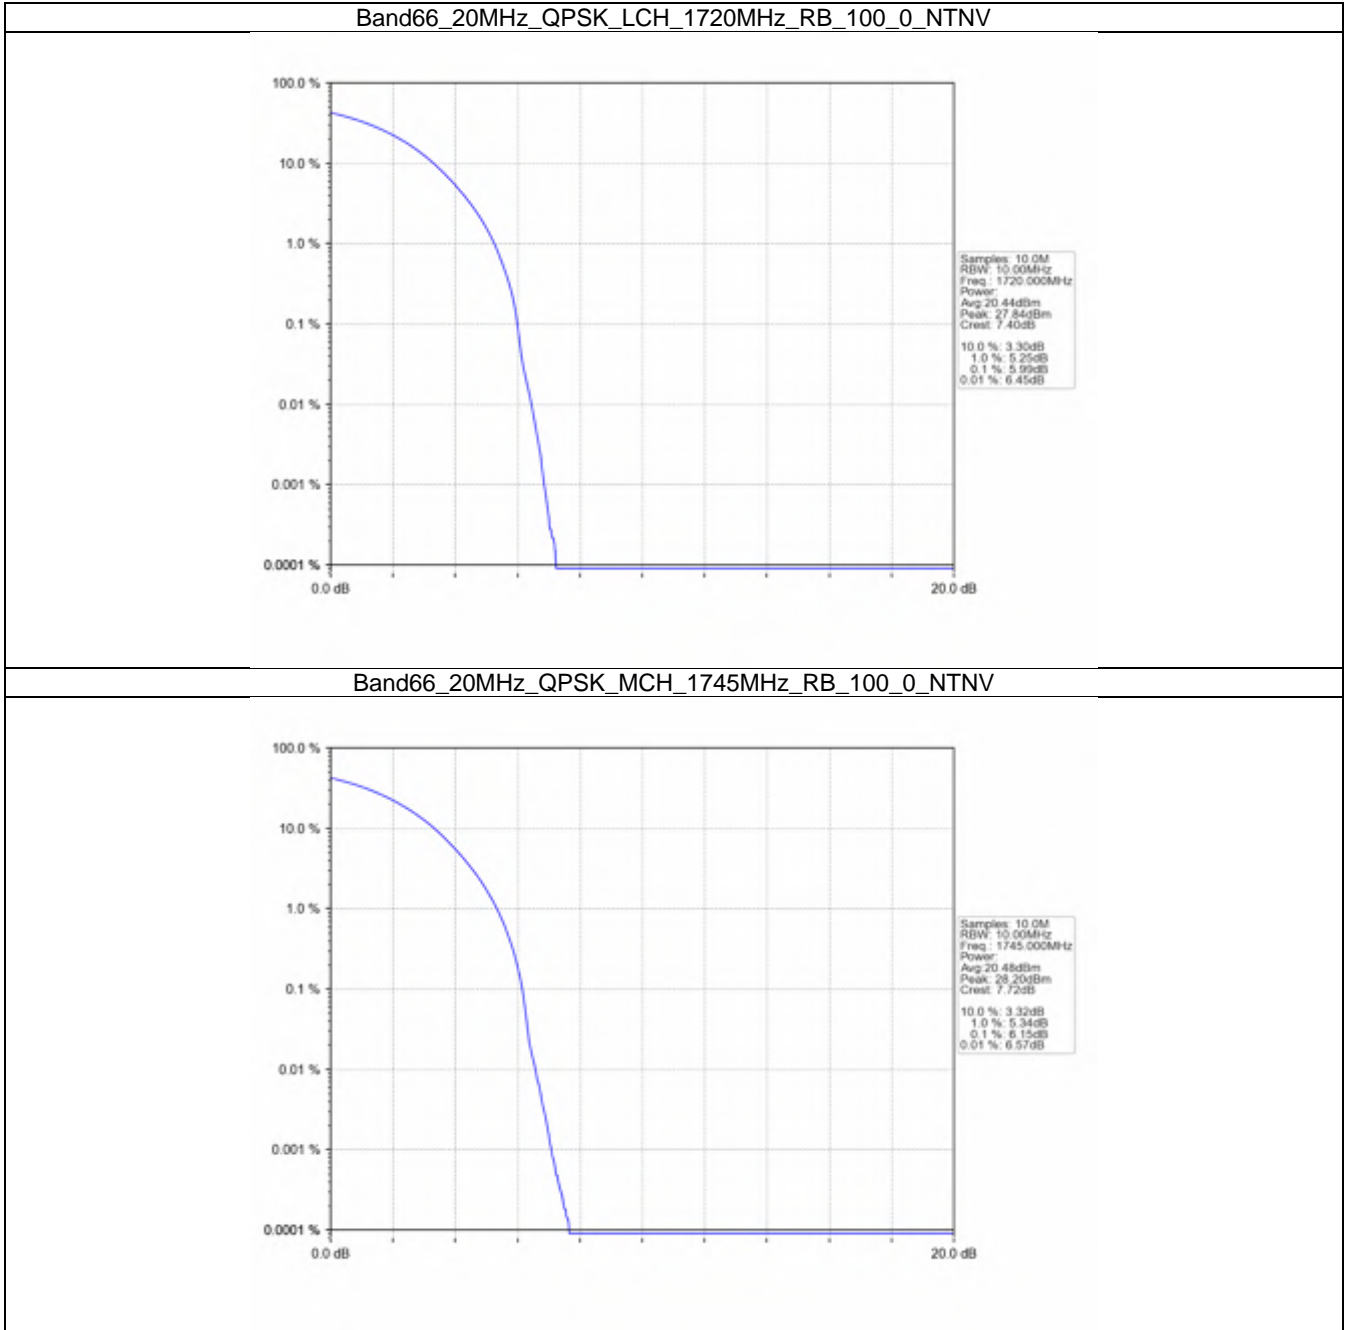 Band66_20MHz_QPSK_LCH_1720MHz_RB_100_0_NTNV
100.0 %
10.0 %
1.0 %
0.1 %
0.01 %
0.001 %
0.0001 %
0.0 dB
20.0 dB
Samples: 10.0M
RBW: 10.00MHz
Freq.: 1720.000MHz
Power:
Avg:20.44dBm
Peak: 27.84dBm
Crest: 7.40dB
10.0 %: 3.30dB
1.0 %: 5.25dB
0.1 %: 5.99dB
0.01 %: 6.45dB
Band66_20MHz_QPSK_MCH_1745MHz_RB_100_0_NTNV
100.0 %
10.0 %
1.0 %
0.1 %
0.01 %
0.001 %
0.0001 %
0.0 dB
20.0 dB
Samples: 10.0M
RBW: 10.00MHz
Freq.: 1745.000MHz
Power:
Avg:20.48dBm
Peak: 28.20dBm
Crest: 7.72dB
10.0 %: 3.32dB
1.0 %: 5.34dB
0.1 %: 6.15dB
0.01 %: 6.57dB